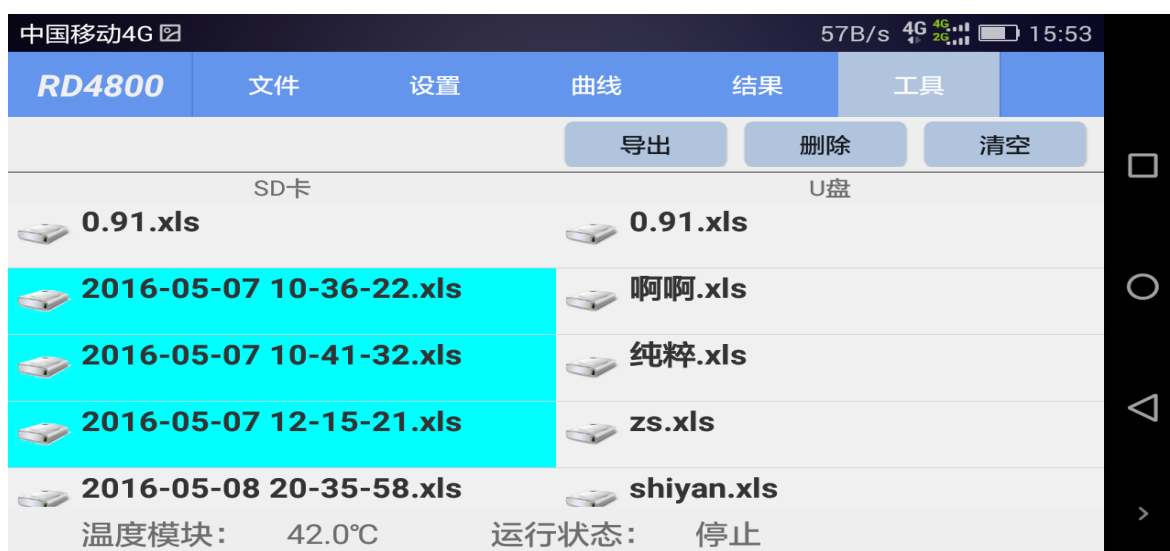 中国移动4G 57B/s 4G 4G 2G 15:53
RD4800 文件 设置 曲线 结果 工具
导出 删除 清空
SD卡 U盘
0.91.xls 0.91.xls
2016-05-07 10-36-22.xls 啊啊.xls
2016-05-07 10-41-32.xls 纯粹.xls
2016-05-07 12-15-21.xls zs.xls
2016-05-08 20-35-58.xls shiyan.xls
温度模块: 42.0℃ 运行状态: 停止